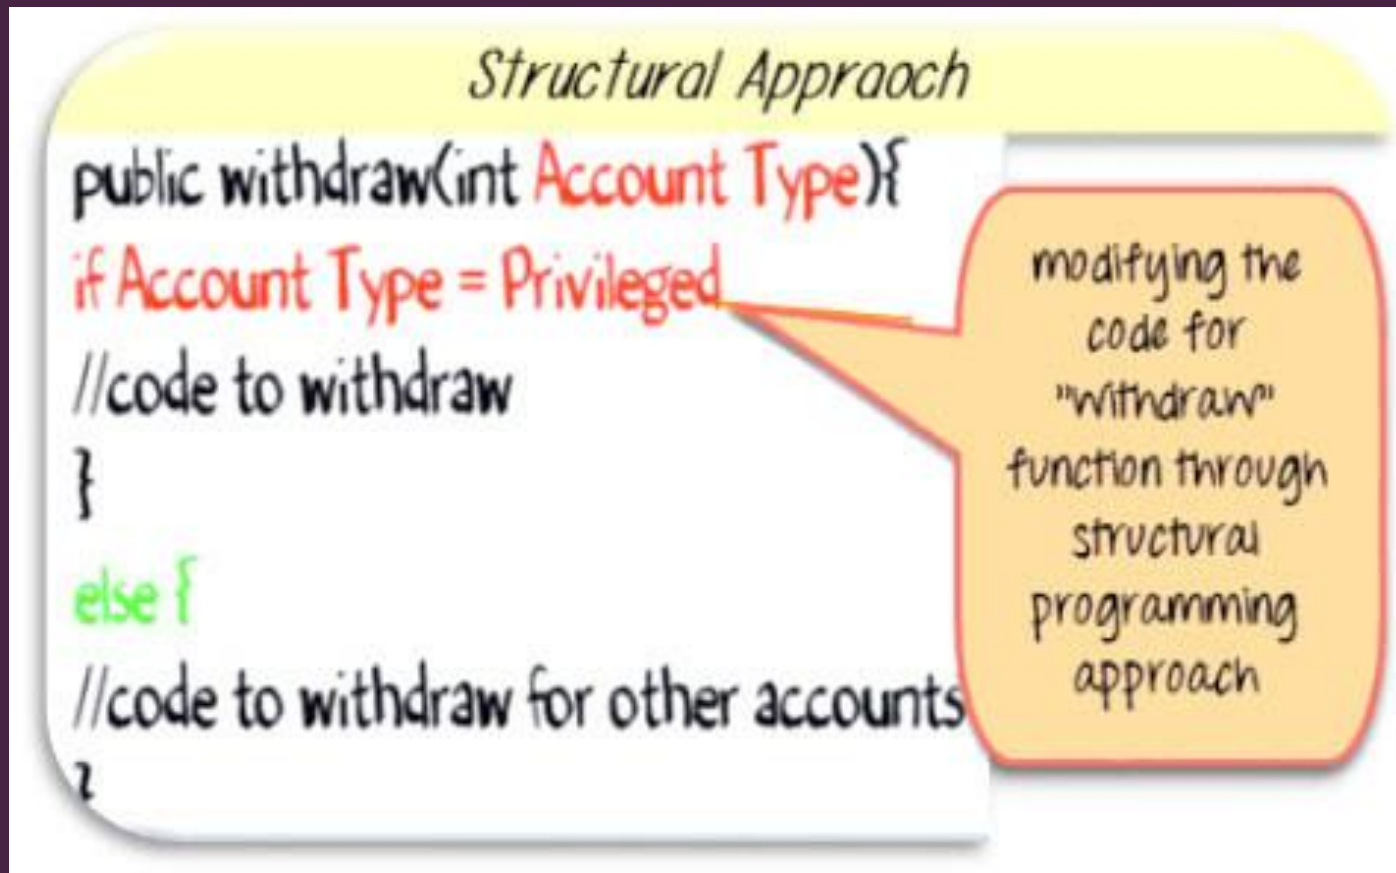 Structural Appraoch
public withdraw(int Account Type){
if Account Type = Privileged
//code to withdraw
}
else {
//code to withdraw for other accounts
}
modifying the
code for
"withdraw"
function through
structural
programming
approach